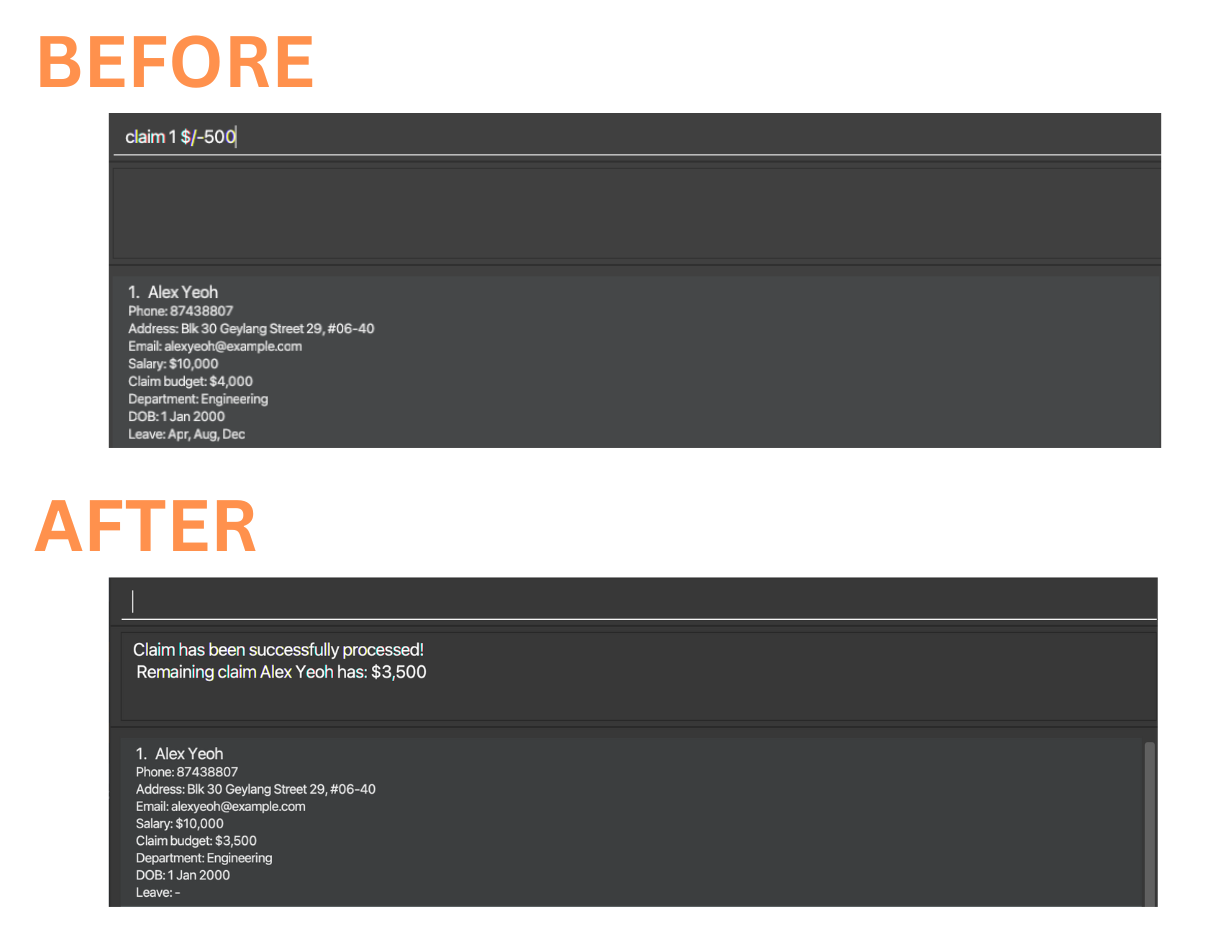 BEFORE
claim 1 $/-500
1. Alex Yeoh
Phone: 87438807
Address: Blk 30 Geylang Street 29, #06-40
Email: alexyeoh@example.com
Salary: $10,000
Claim budget: $4,000
Department: Engineering
DOB: 1 Jan 2000
Leave: Apr, Aug, Dec
AFTER
Claim has been successfully processed!
Remaining claim Alex Yeoh has: $3,500
1. Alex Yeoh
Phone: 87438807
Address: Blk 30 Geylang Street 29, #06-40
Email: alexyeoh@example.com
Salary: $10,000
Claim budget: $3,500
Department: Engineering
DOB: 1 Jan 2000
Leave: -